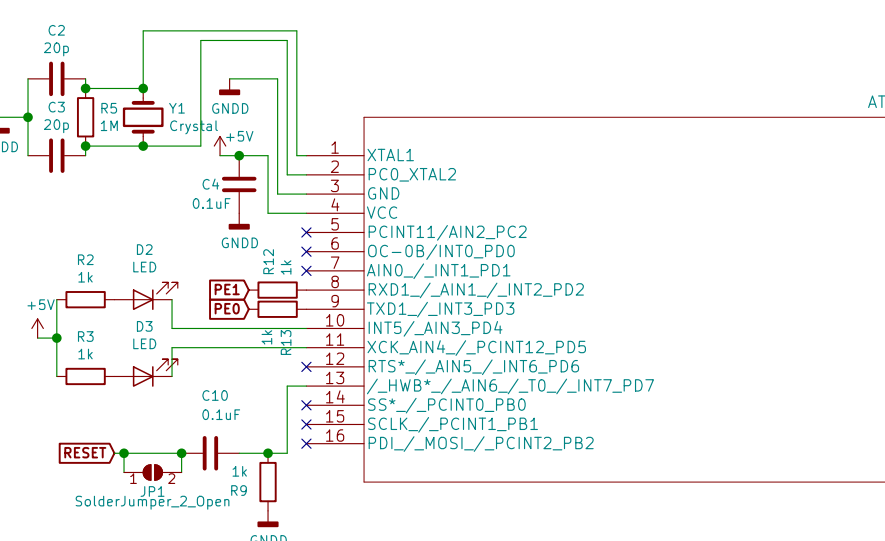 C2
20p
C3
20p
R5
1M
Y1
Crystal
DD
GNDD
+5V
C4
0.1uF
GNDD
AT
1 XTAL1
2 PC0_XTAL2
3 GND
4 VCC
5 PCINT11/AIN2_PC2
6 OC-0B/INT0_PD0
7 AIN0_/_INT1_PD1
8 RXD1_/_AIN1_/_INT2_PD2
9 TXD1_/_INT3_PD3
10 INT5/_AIN3_PD4
11 XCK_AIN4_/_PCINT12_PD5
12 RTS*_/_AIN5_/_INT6_PD6
13 /_HWB*_/_AIN6_/_T0_/_INT7_PD7
14 SS*_/_PCINT0_PB0
15 SCLK_/_PCINT1_PB1
16 PDI_/_MOSI_/_PCINT2_PB2
PE1
R12
1k
PE0
1k
R13
R2
1k
D2
LED
+5V
R3
1k
D3
LED
C10
0.1uF
RESET
1 2
JP1
SolderJumper_2_Open
1k
R9
GNDD